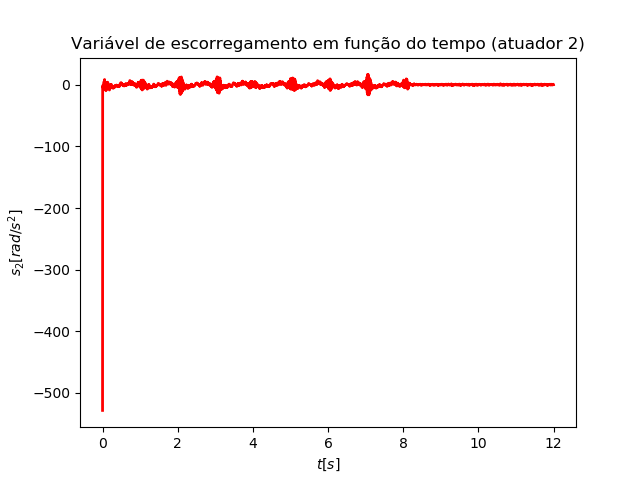 Variável de escorregamento em função do tempo (atuador 2)
0
−100
−200
−300
−400
−500
s₂[rad/s²]
0 2 4 6 8 10 12
t[s]